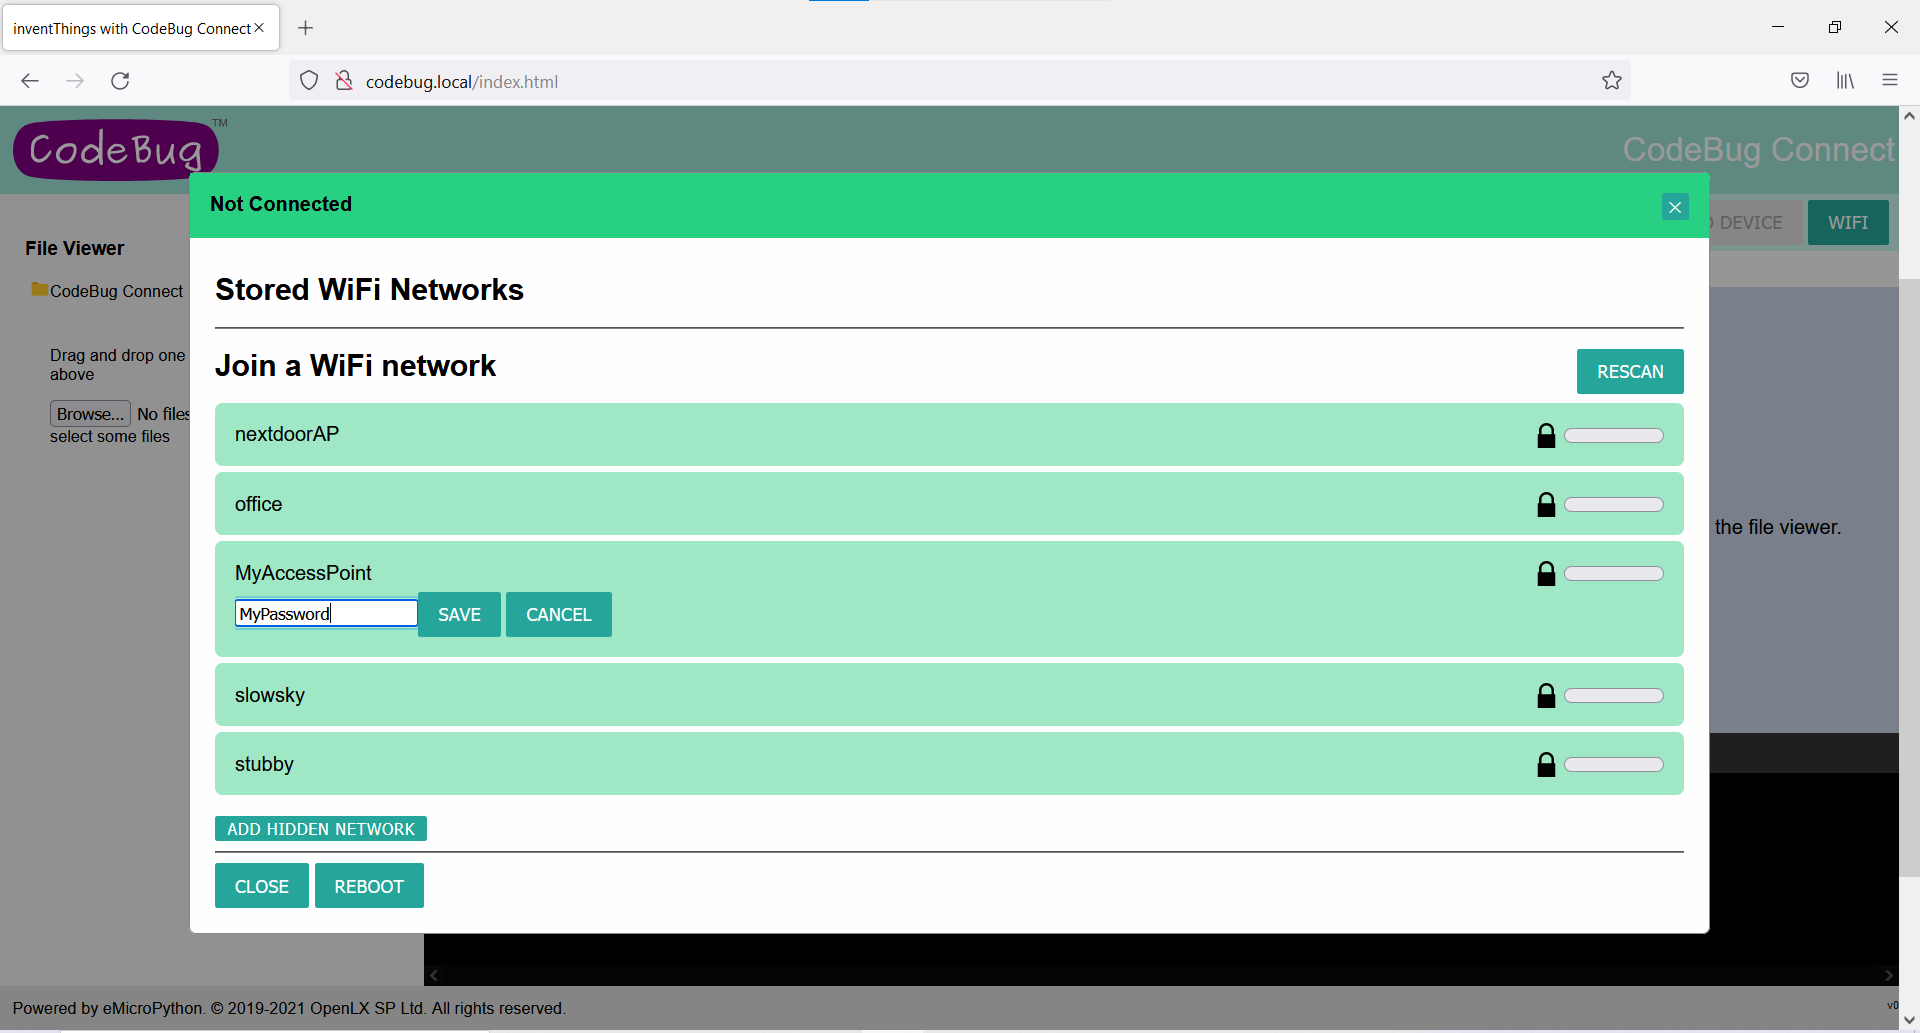 inventThings with CodeBug Connect
codebug.local/index.html
CodeBug
TM
CodeBug Connect
Not Connected
DEVICE
WIFI
File Viewer
CodeBug Connect
Drag and drop one
above
Browse... No files
select some files
Stored WiFi Networks
Join a WiFi network
RESCAN
nextdoorAP
office
MyAccessPoint
MyPassword
SAVE
CANCEL
slowsky
stubby
ADD HIDDEN NETWORK
CLOSE
REBOOT
the file viewer.
Powered by eMicroPython. © 2019-2021 OpenLX SP Ltd. All rights reserved.
v0